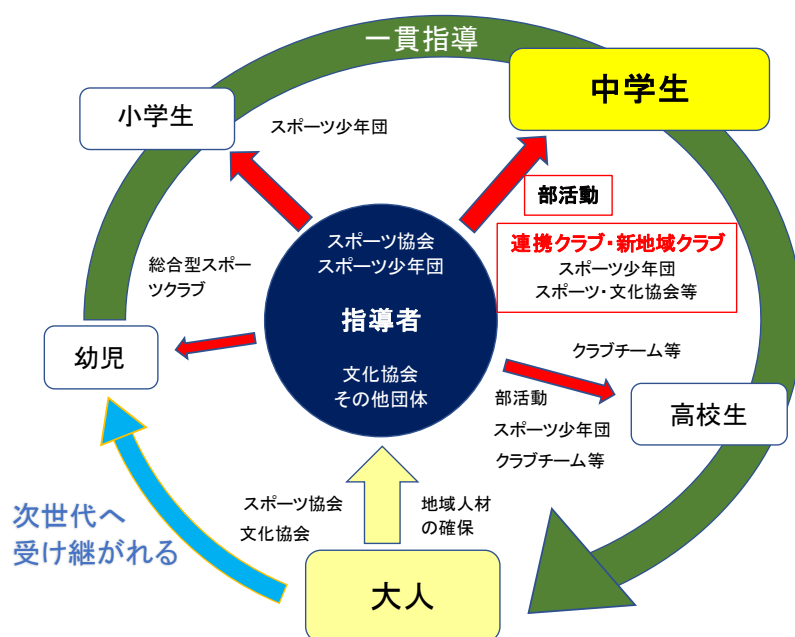 一貫指導
中学生
小学生
スポーツ少年団
部活動
連携クラブ・新地域クラブ
スポーツ少年団
スポーツ・文化協会等
スポーツ協会
スポーツ少年団
指導者
文化協会
その他団体
総合型スポー
ツクラブ
幼児
クラブチーム等
高校生
部活動
スポーツ少年団
クラブチーム等
スポーツ協会
文化協会
地域人材
の確保
次世代へ
受け継がれる
大人